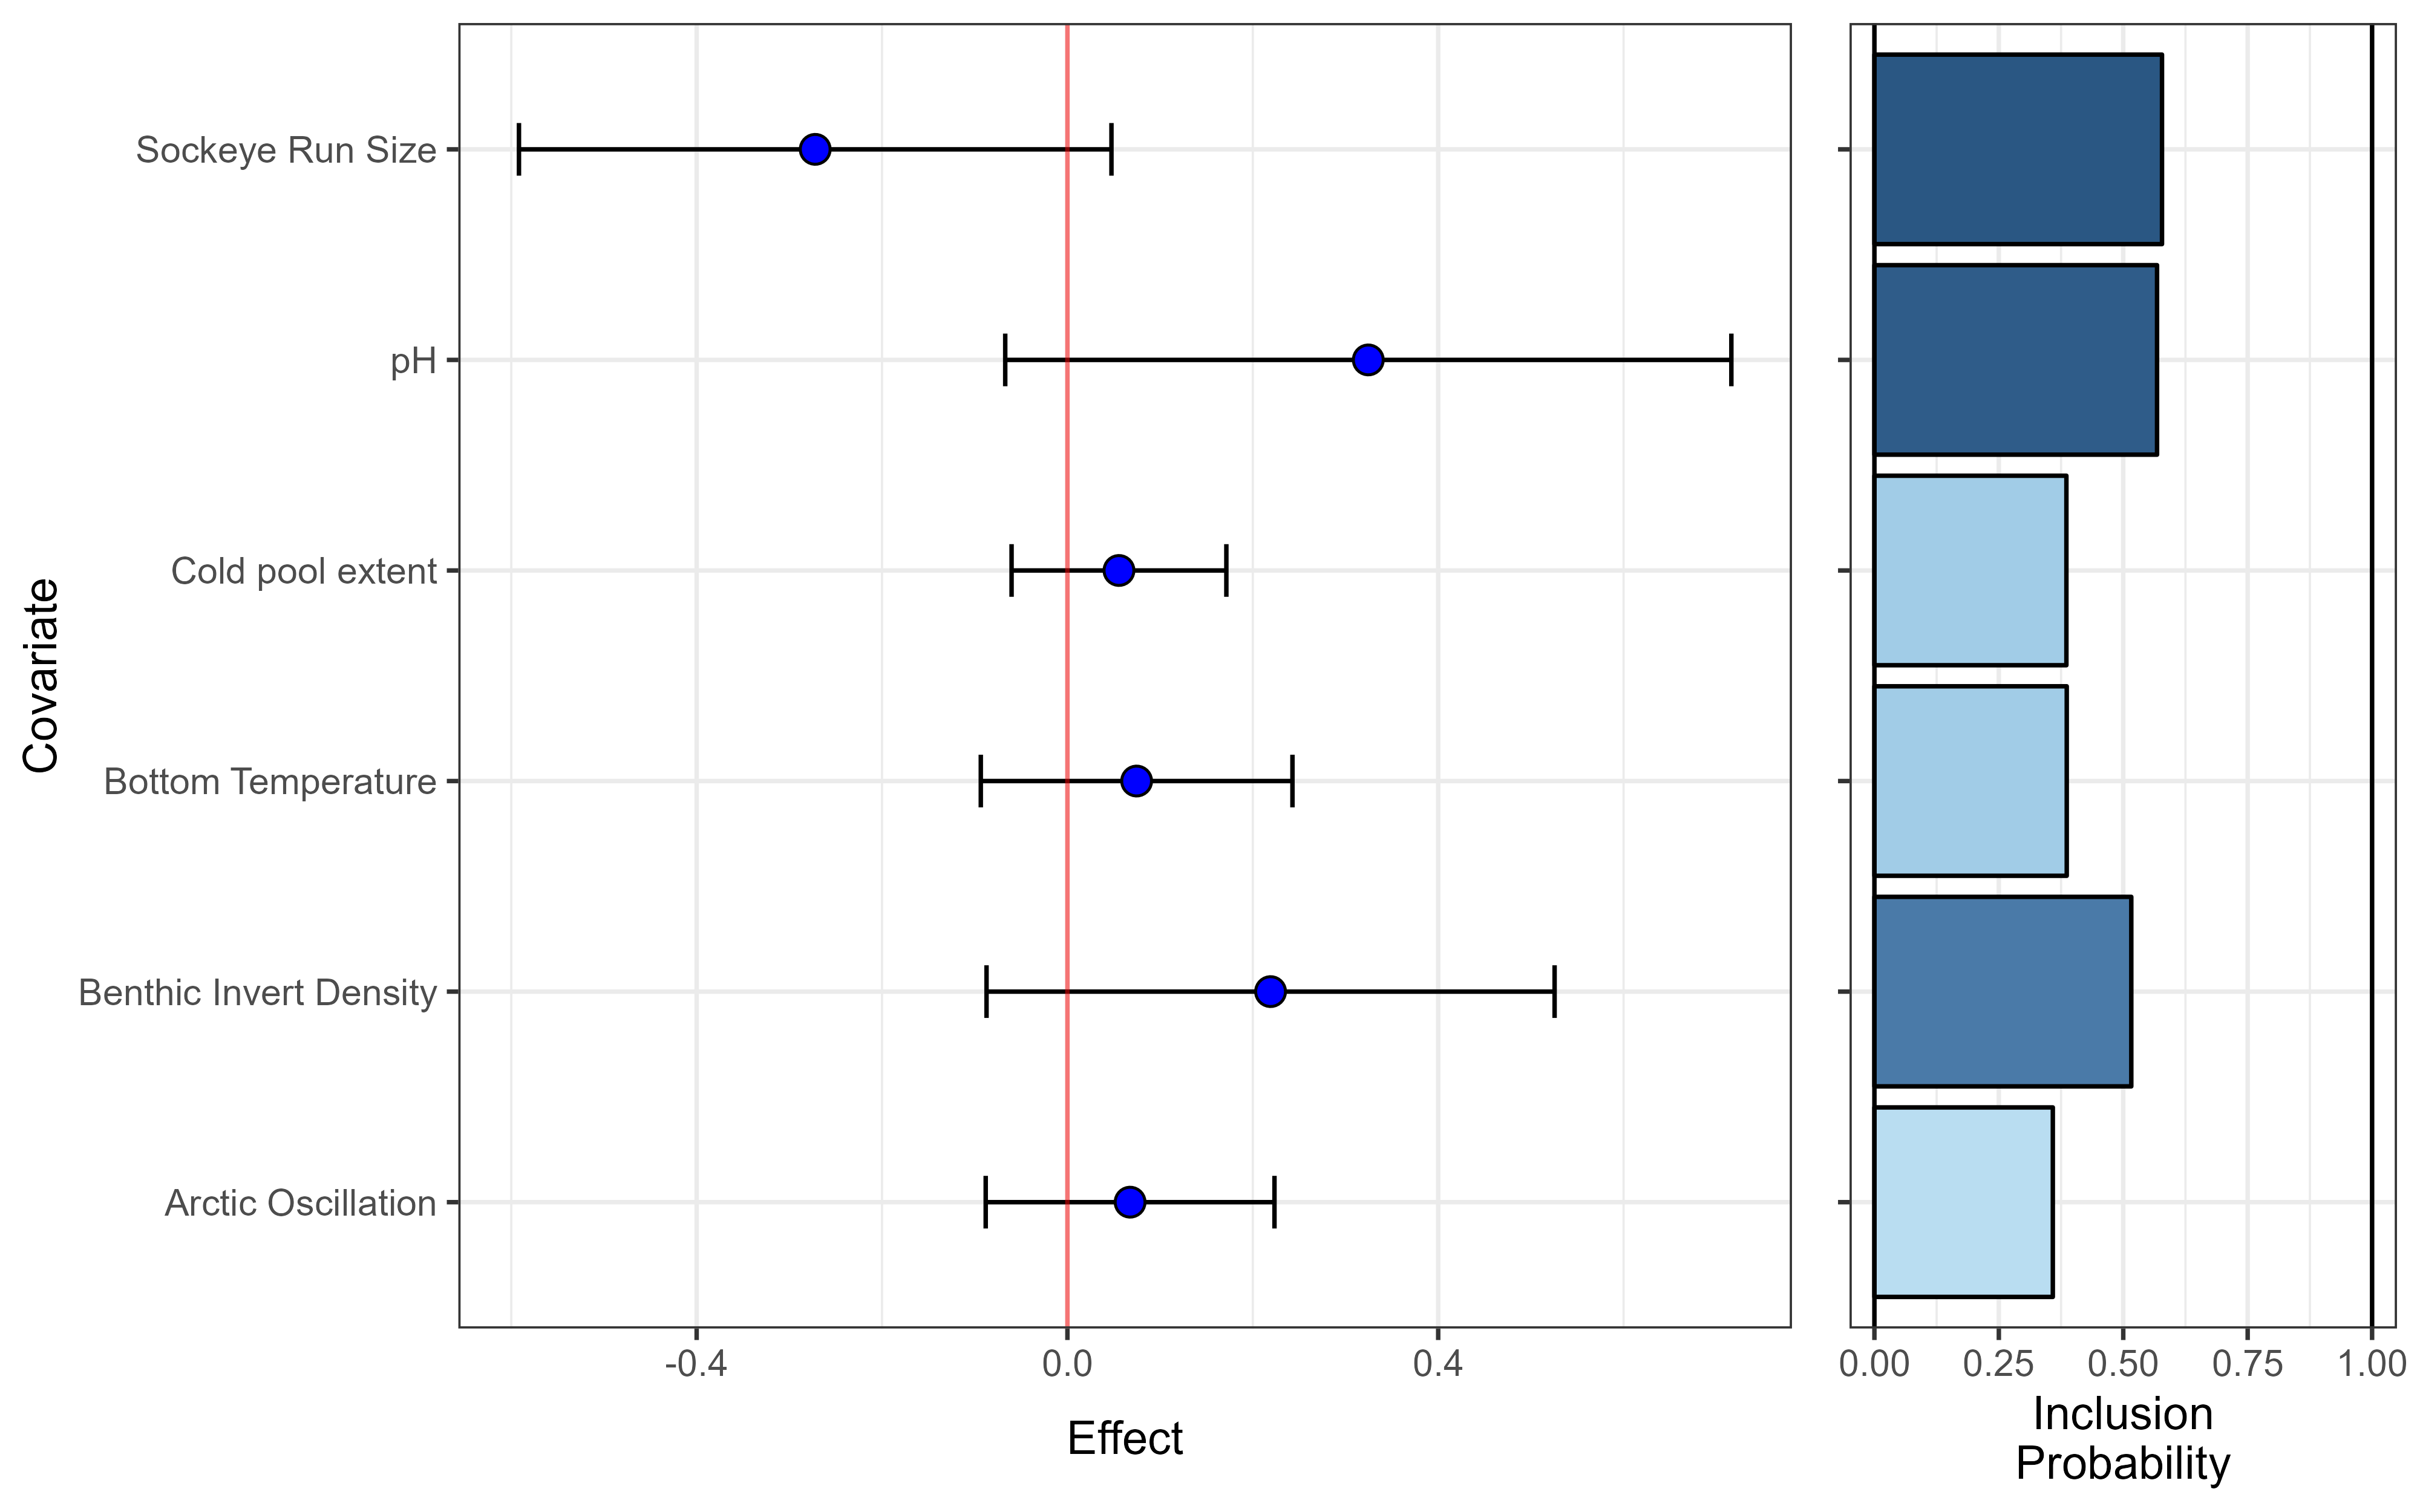 Covariate
Sockeye Run Size
pH
Cold pool extent
Bottom Temperature
Benthic Invert Density
Arctic Oscillation
-0.4 0.0 0.4
Effect
0.00 0.25 0.50 0.75 1.00
Inclusion
Probability